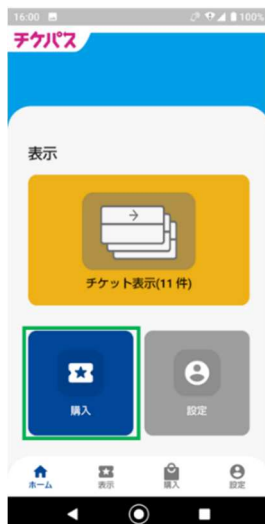 16:00 100%
チケパス
表示
チケット表示(11 件)
購入 設定
ホーム 表示 購入 設定